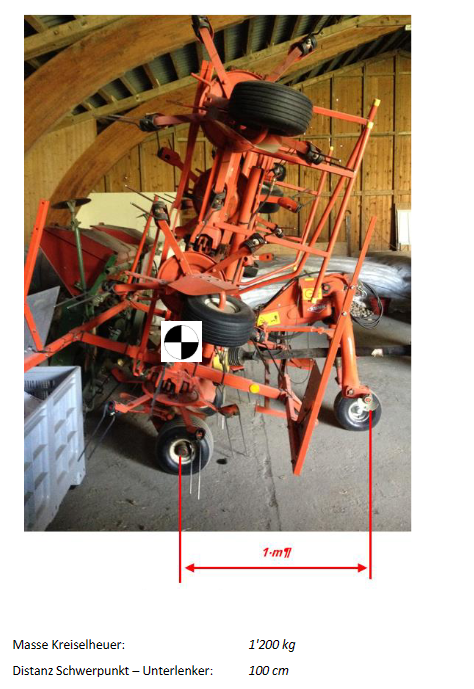 1·m¶
Masse Kreiselheuer: 1'200 kg
Distanz Schwerpunkt – Unterlenker: 100 cm